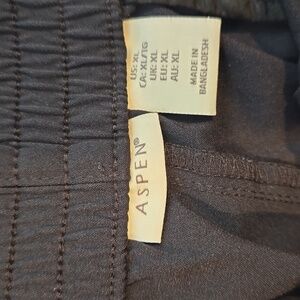 US: XL
CA: XL/TG
UK: XL
EU: XL
AU: XL
MADE IN
BANGLADESH
ASPEN®